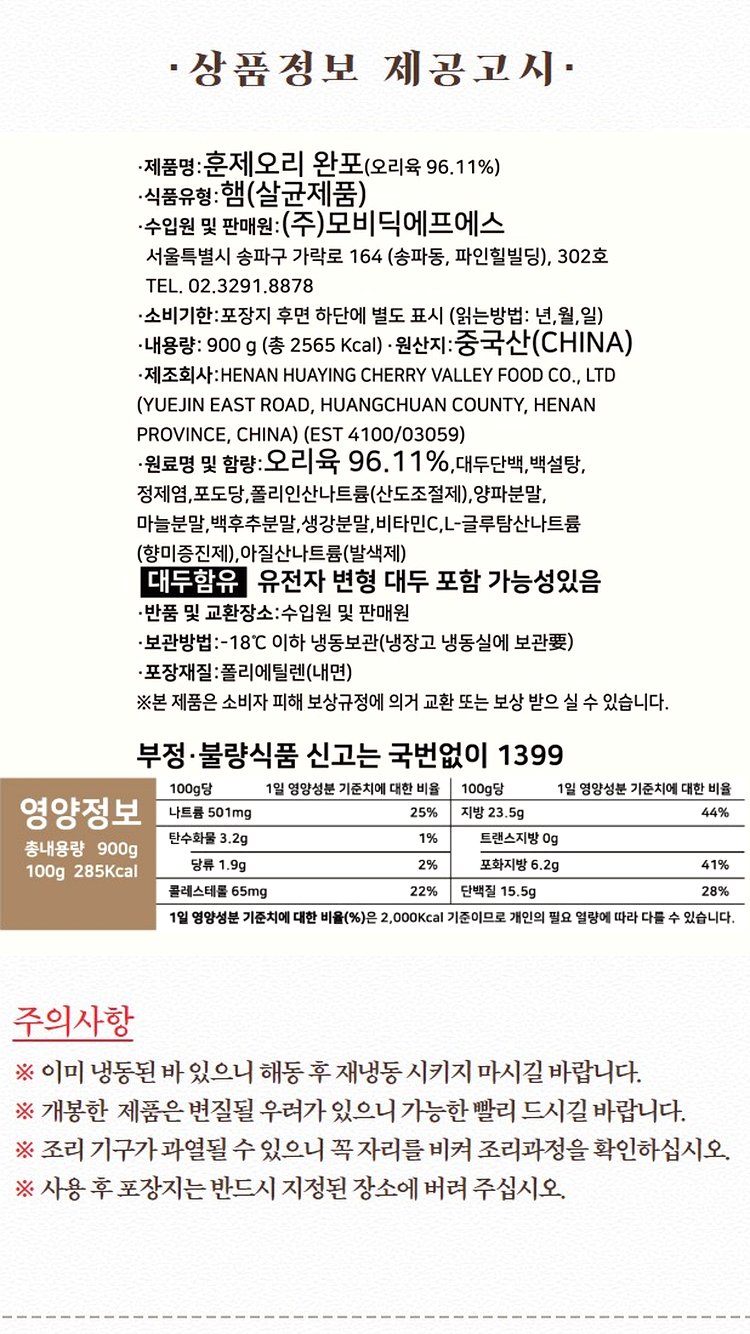 ·상품정보 제공고시·
·제품명:훈제오리 완포(오리육 96.11%)
·식품유형:햄(살균제품)
·수입원 및 판매원:(주)모비딕에프에스
서울특별시 송파구 가락로 164 (송파동, 파인힐빌딩), 302호
TEL. 02.3291.8878
·소비기한:포장지 후면 하단에 별도 표시 (읽는방법: 년,월,일)
·내용량: 900 g (총 2565 Kcal) ·원산지:중국산(CHINA)
·제조회사:HENAN HUAYING CHERRY VALLEY FOOD CO., LTD
(YUEJIN EAST ROAD, HUANGCHUAN COUNTY, HENAN
PROVINCE, CHINA) (EST 4100/03059)
·원료명 및 함량:오리육 96.11%,대두단백,백설탕,
정제염,포도당,폴리인산나트륨(산도조절제),양파분말,
마늘분말,백후추분말,생강분말,비타민C,L-글루탐산나트륨
(향미증진제),아질산나트륨(발색제)
대두함유 유전자 변형 대두 포함 가능성있음
·반품 및 교환장소:수입원 및 판매원
·보관방법:-18℃ 이하 냉동보관(냉장고 냉동실에 보관要)
·포장재질:폴리에틸렌(내면)
※본 제품은 소비자 피해 보상규정에 의거 교환 또는 보상 받으 실 수 있습니다.
부정·불량식품 신고는 국번없이 1399
영양정보
총내용량 900g
100g 285Kcal
100g당 1일 영양성분 기준치에 대한 비율 100g당 1일 영양성분 기준치에 대한 비율
나트륨 501mg 25% 지방 23.5g 44%
탄수화물 3.2g 1% 트랜스지방 0g
당류 1.9g 2% 포화지방 6.2g 41%
콜레스테롤 65mg 22% 단백질 15.5g 28%
1일 영양성분 기준치에 대한 비율(%)은 2,000Kcal 기준이므로 개인의 필요 열량에 따라 다를 수 있습니다.
주의사항
※ 이미 냉동된 바 있으니 해동 후 재냉동 시키지 마시길 바랍니다.
※ 개봉한 제품은 변질될 우려가 있으니 가능한 빨리 드시길 바랍니다.
※ 조리 기구가 과열될 수 있으니 꼭 자리를 비켜 조리과정을 확인하십시오.
※ 사용 후 포장지는 반드시 지정된 장소에 버려 주십시오.